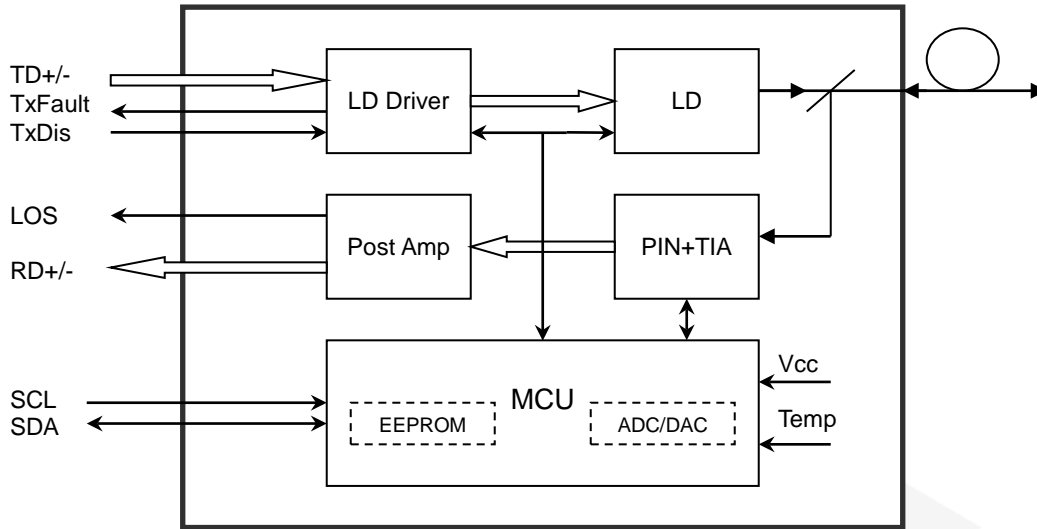 TD+/-
TxFault
TxDis
LD Driver
LD
LOS
RD+/-
Post Amp
PIN+TIA
SCL
SDA
MCU
EEPROM
ADC/DAC
Vcc
Temp